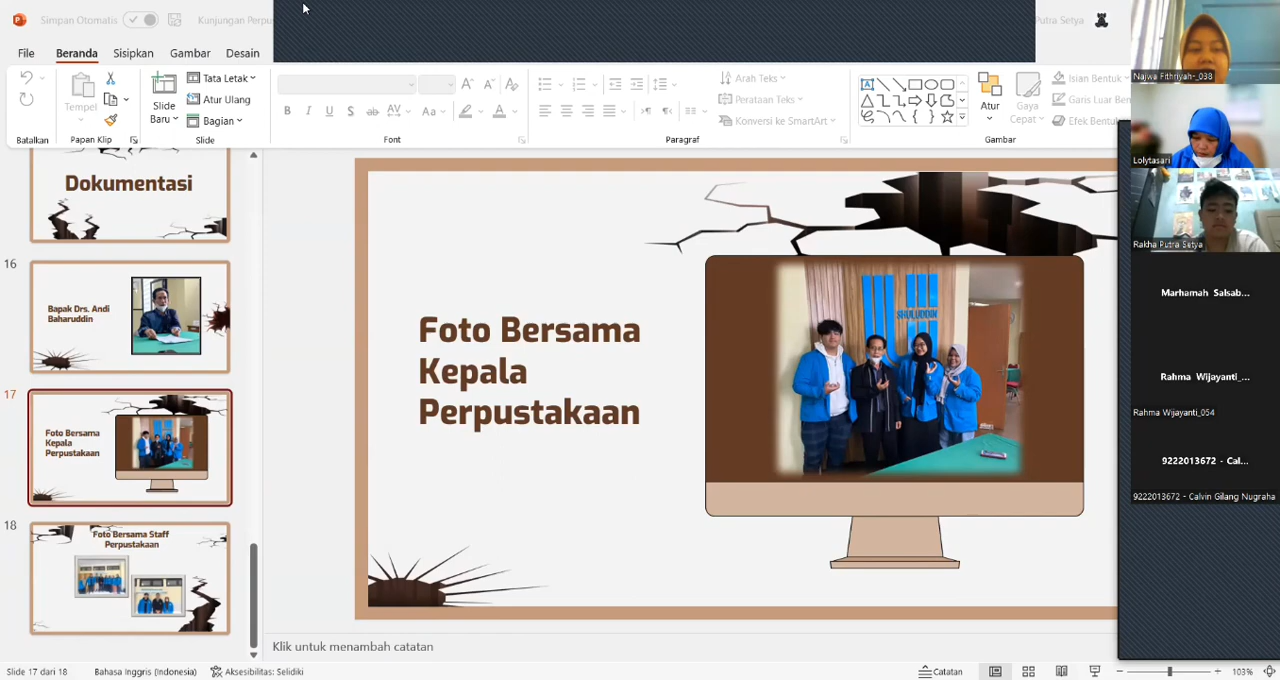 Simpan Otomatis
Kunjungan Perpus
Putra Setya
File
Beranda
Sisipkan
Gambar
Desain
Tempel
Slide
Baru
Tata Letak
Atur Ulang
Bagian
Arah Teks
Perataan Teks
Konversi ke SmartArt
Atur
Gaya
Cepat
Isian Bentuk
Garis Luar Ben
Efek Bentu
Batalkan
Papan Klip
Slide
Font
Paragraf
Gambar
Dokumentasi
16
Bapak Drs. Andi
Baharuddin
17
Foto Bersama
Kepala
Perpustakaan
18
Foto Bersama Staff
Perpustakaan
Foto Bersama
Kepala
Perpustakaan
Klik untuk menambah catatan
Slide 17 dari 18
Bahasa Inggris (Indonesia)
Aksesibilitas: Selidiki
Catatan
103%
Najwa Fithriyah-_038
Lolytasari
Rakha Putra Setya
Marhamah Salsab...
Rahma Wijayanti_...
Rahma Wijayanti_054
9222013672 - Cal...
9222013672 - Calvin Gilang Nugraha